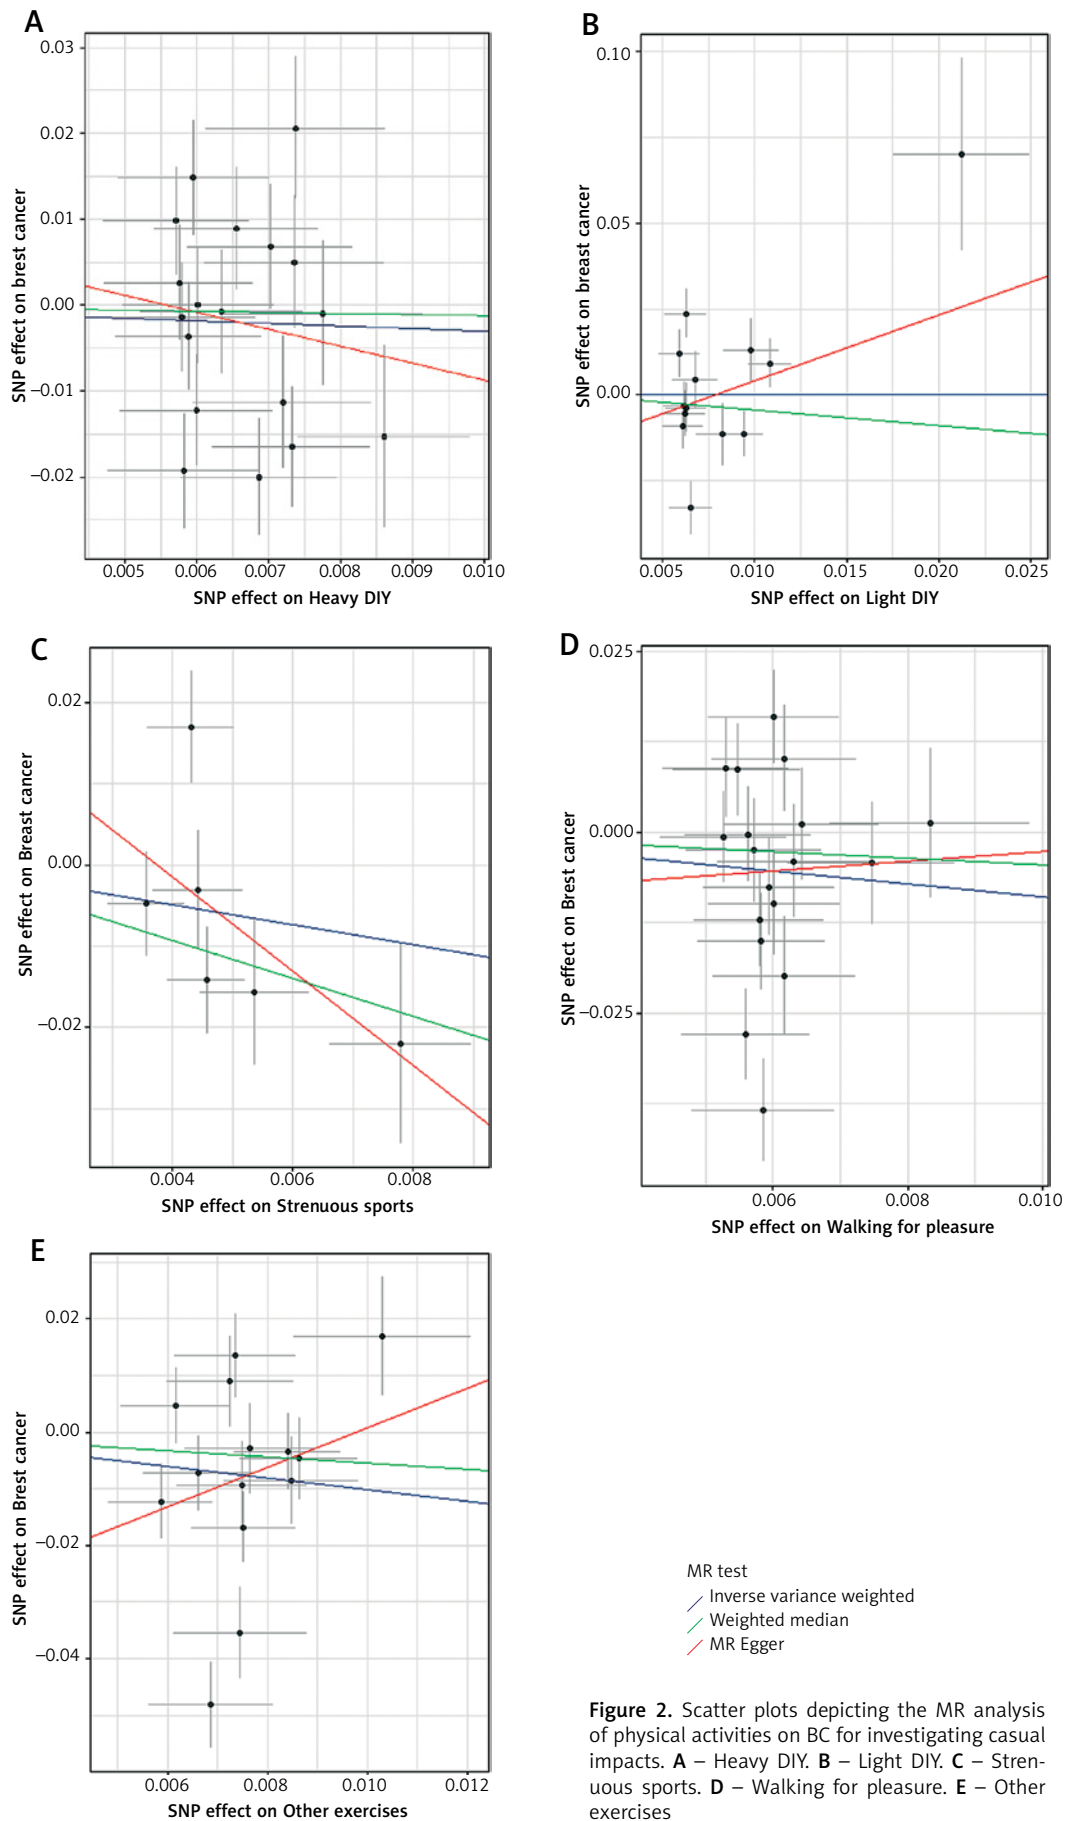 A
0.03
0.02
0.01
0.00
–0.01
–0.02
SNP effect on brest cancer
0.005 0.006 0.007 0.008 0.009 0.010
SNP effect on Heavy DIY
B
0.10
0.05
0.00
SNP effect on breast cancer
0.005 0.010 0.015 0.020 0.025
SNP effect on Light DIY
C
0.02
0.00
–0.02
SNP effect on Breast cancer
0.004 0.006 0.008
SNP effect on Strenuous sports
D
0.025
0.000
–0.025
SNP effect on Brest cancer
0.006 0.008 0.010
SNP effect on Walking for pleasure
E
0.02
0.00
–0.02
–0.04
SNP effect on Brest cancer
0.006 0.008 0.010 0.012
SNP effect on Other exercises
MR test
Inverse variance weighted
Weighted median
MR Egger
Figure 2. Scatter plots depicting the MR analysis
of physical activities on BC for investigating casual
impacts. A – Heavy DIY. B – Light DIY. C – Stren-
uous sports. D – Walking for pleasure. E – Other
exercises